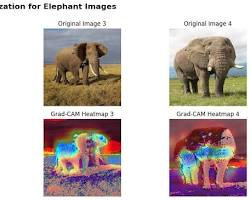 zation for Elephant Images
Original Image 3
Original Image 4
Grad-CAM Heatmap 3
Grad-CAM Heatmap 4